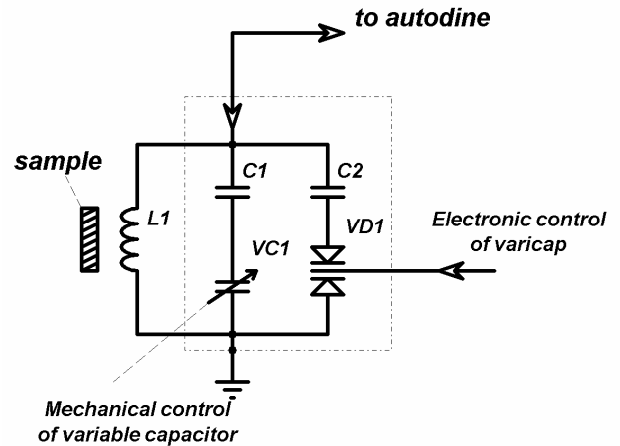 to autodine
sample
C1
C2
L1
VD1
Electronic control
of varicap
VC1
Mechanical control
of variable capacitor